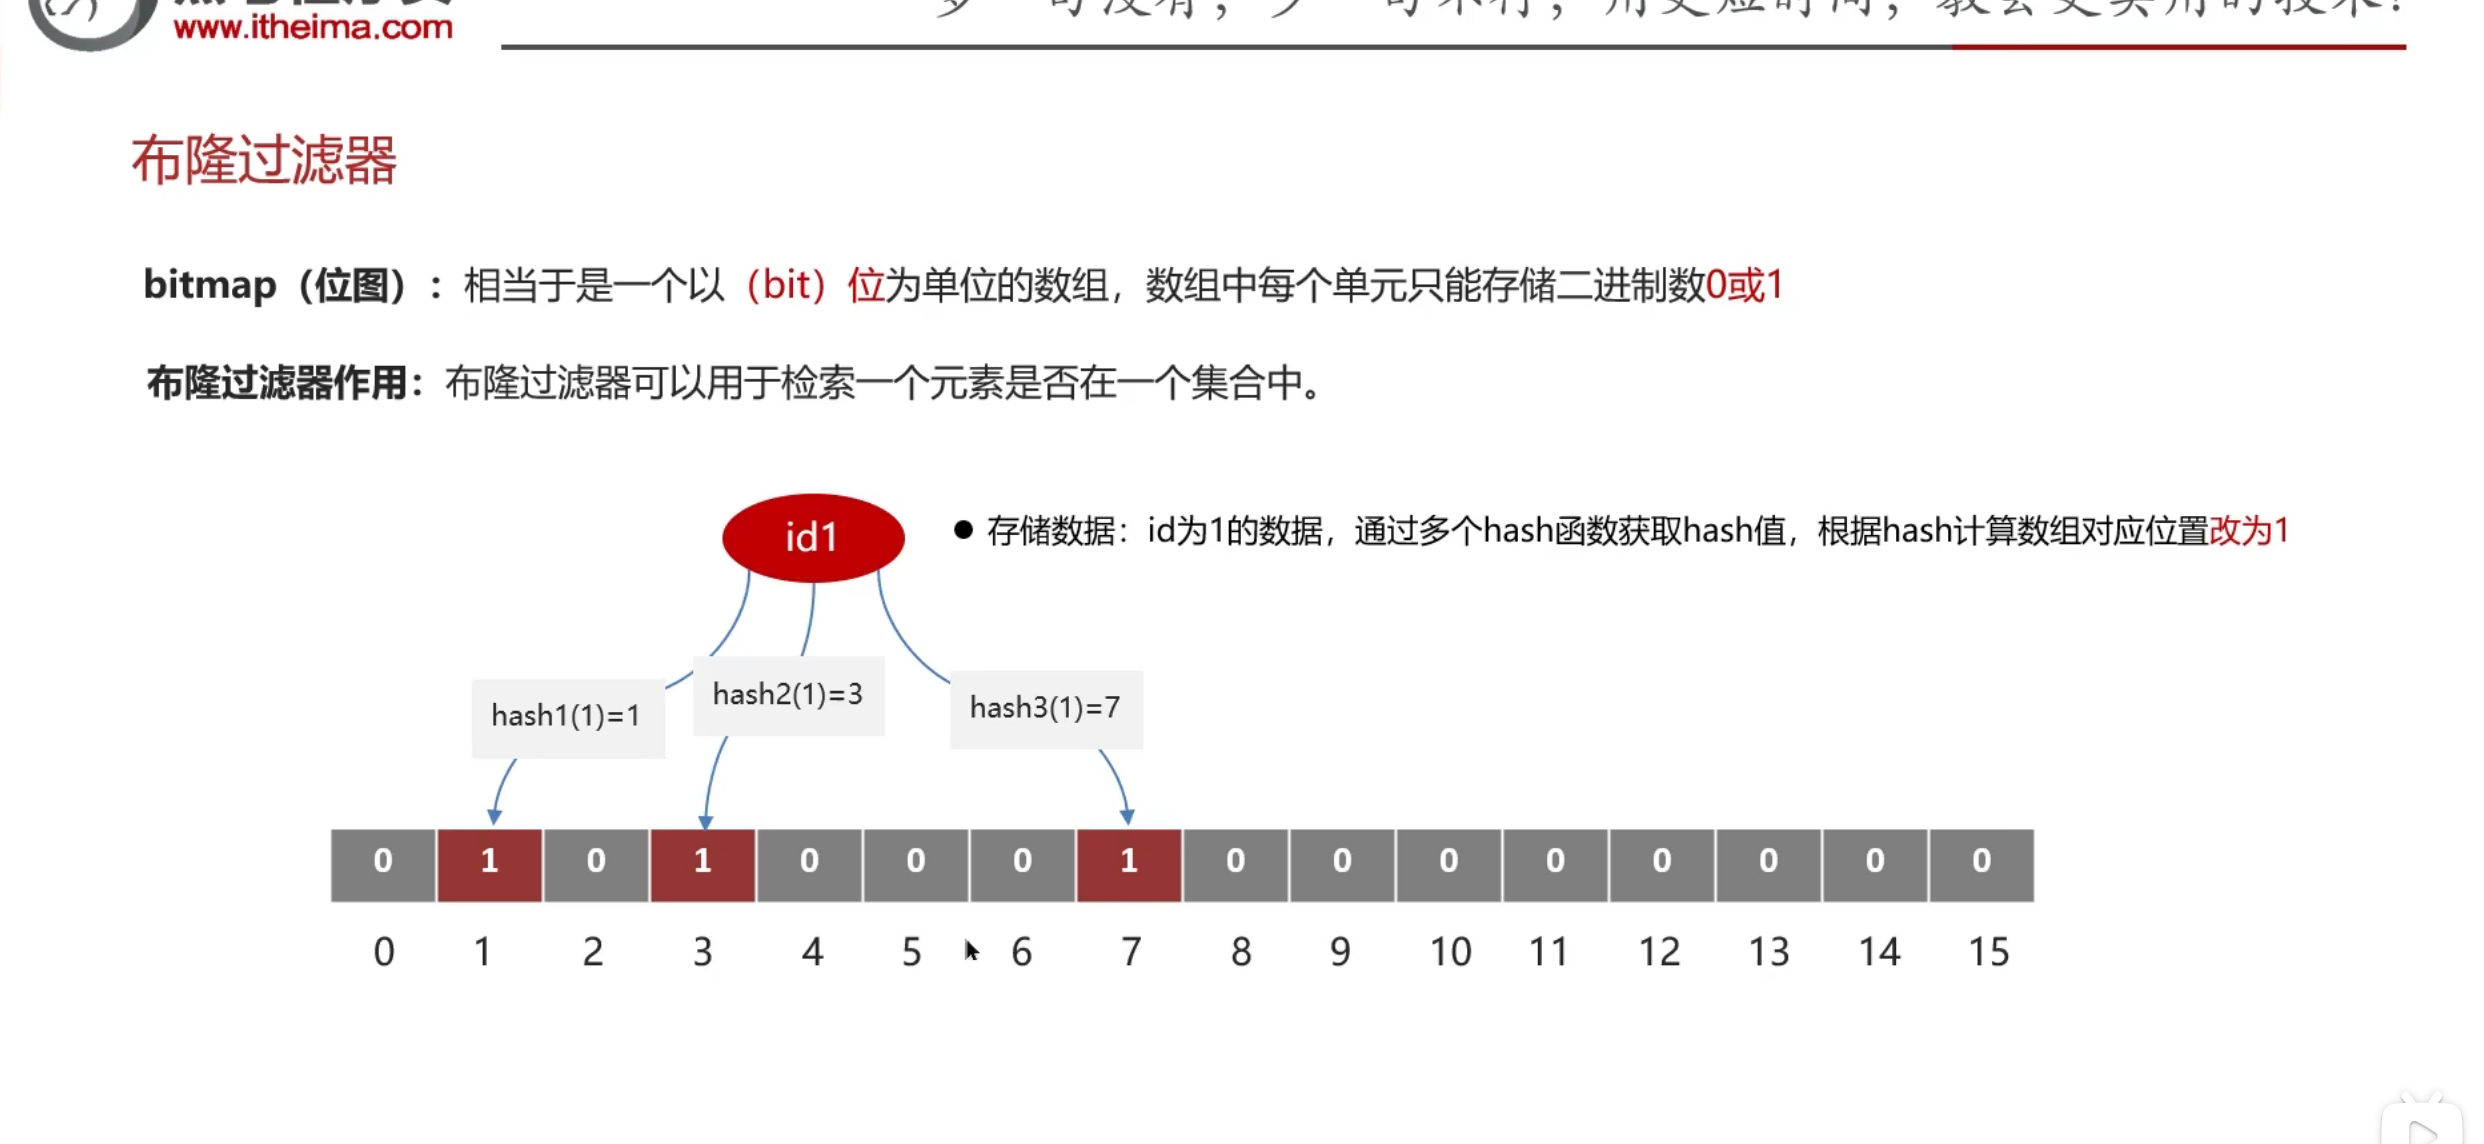 www.itheima.com
布隆过滤器
bitmap（位图）：相当于是一个以（bit）位为单位的数组，数组中每个单元只能存储二进制数0或1
布隆过滤器作用：布隆过滤器可以用于检索一个元素是否在一个集合中。
id1
● 存储数据：id为1的数据，通过多个hash函数获取hash值，根据hash计算数组对应位置改为1
hash1(1)=1
hash2(1)=3
hash3(1)=7
0 1 0 1 0 0 0 1 0 0 0 0 0 0 0 0
0 1 2 3 4 5 6 7 8 9 10 11 12 13 14 15